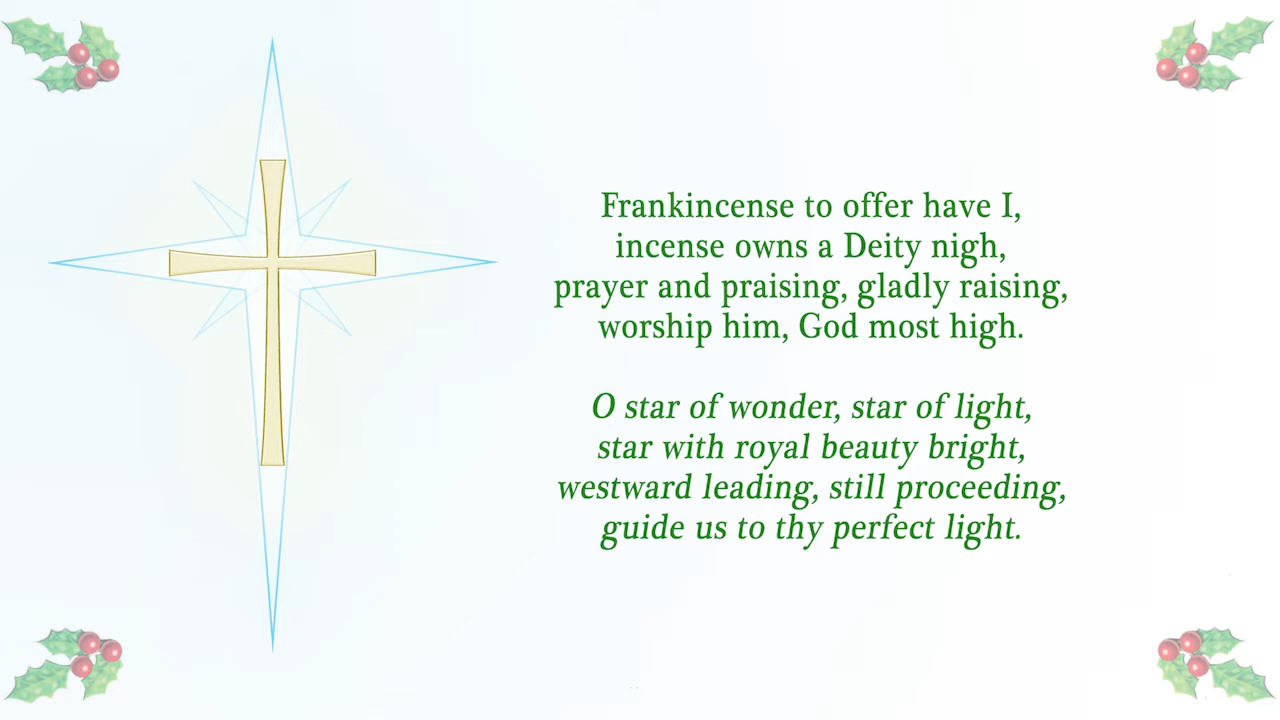 Frankincense to offer have I,
incense owns a Deity nigh,
prayer and praising, gladly raising,
worship him, God most high.
O star of wonder, star of light,
star with royal beauty bright,
westward leading, still proceeding,
guide us to thy perfect light.